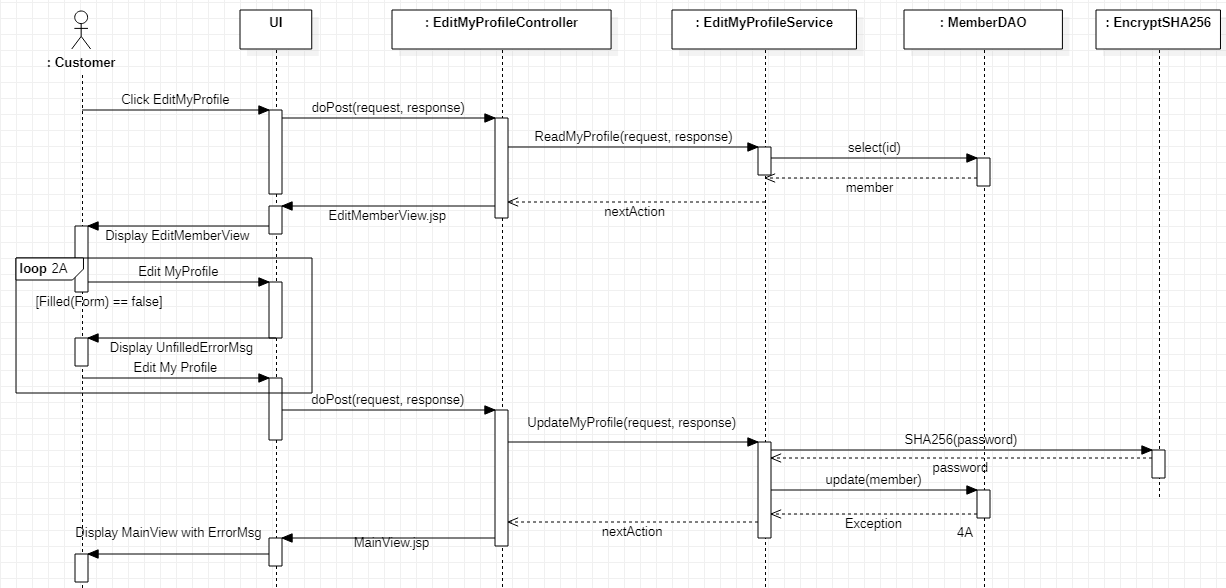 UI
: EditMyProfileController
: EditMyProfileService
: MemberDAO
: EncryptSHA256
: Customer
Click EditMyProfile
doPost(request, response)
ReadMyProfile(request, response)
select(id)
member
nextAction
EditMemberView.jsp
Display EditMemberView
loop 2A
Edit MyProfile
[Filled(Form) == false]
Display UnfilledErrorMsg
Edit My Profile
doPost(request, response)
UpdateMyProfile(request, response)
SHA256(password)
password
update(member)
Exception
4A
nextAction
Display MainView with ErrorMsg
MainView.jsp